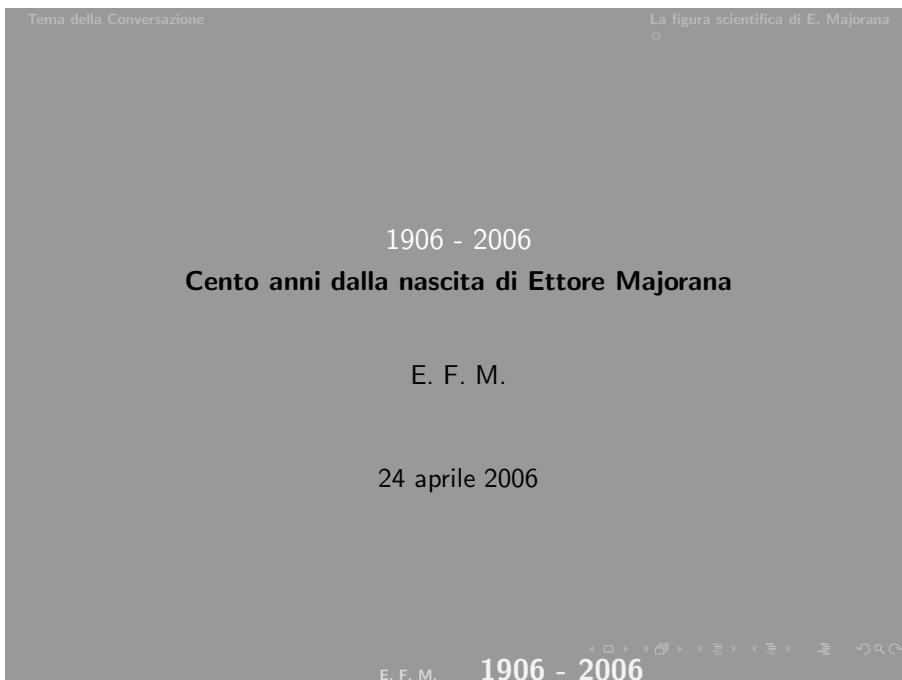 Tema della Conversazione
La figura scientifica di E. Majorana
1906 - 2006
Cento anni dalla nascita di Ettore Majorana
E. F. M.
24 aprile 2006
E. F. M. 1906 - 2006